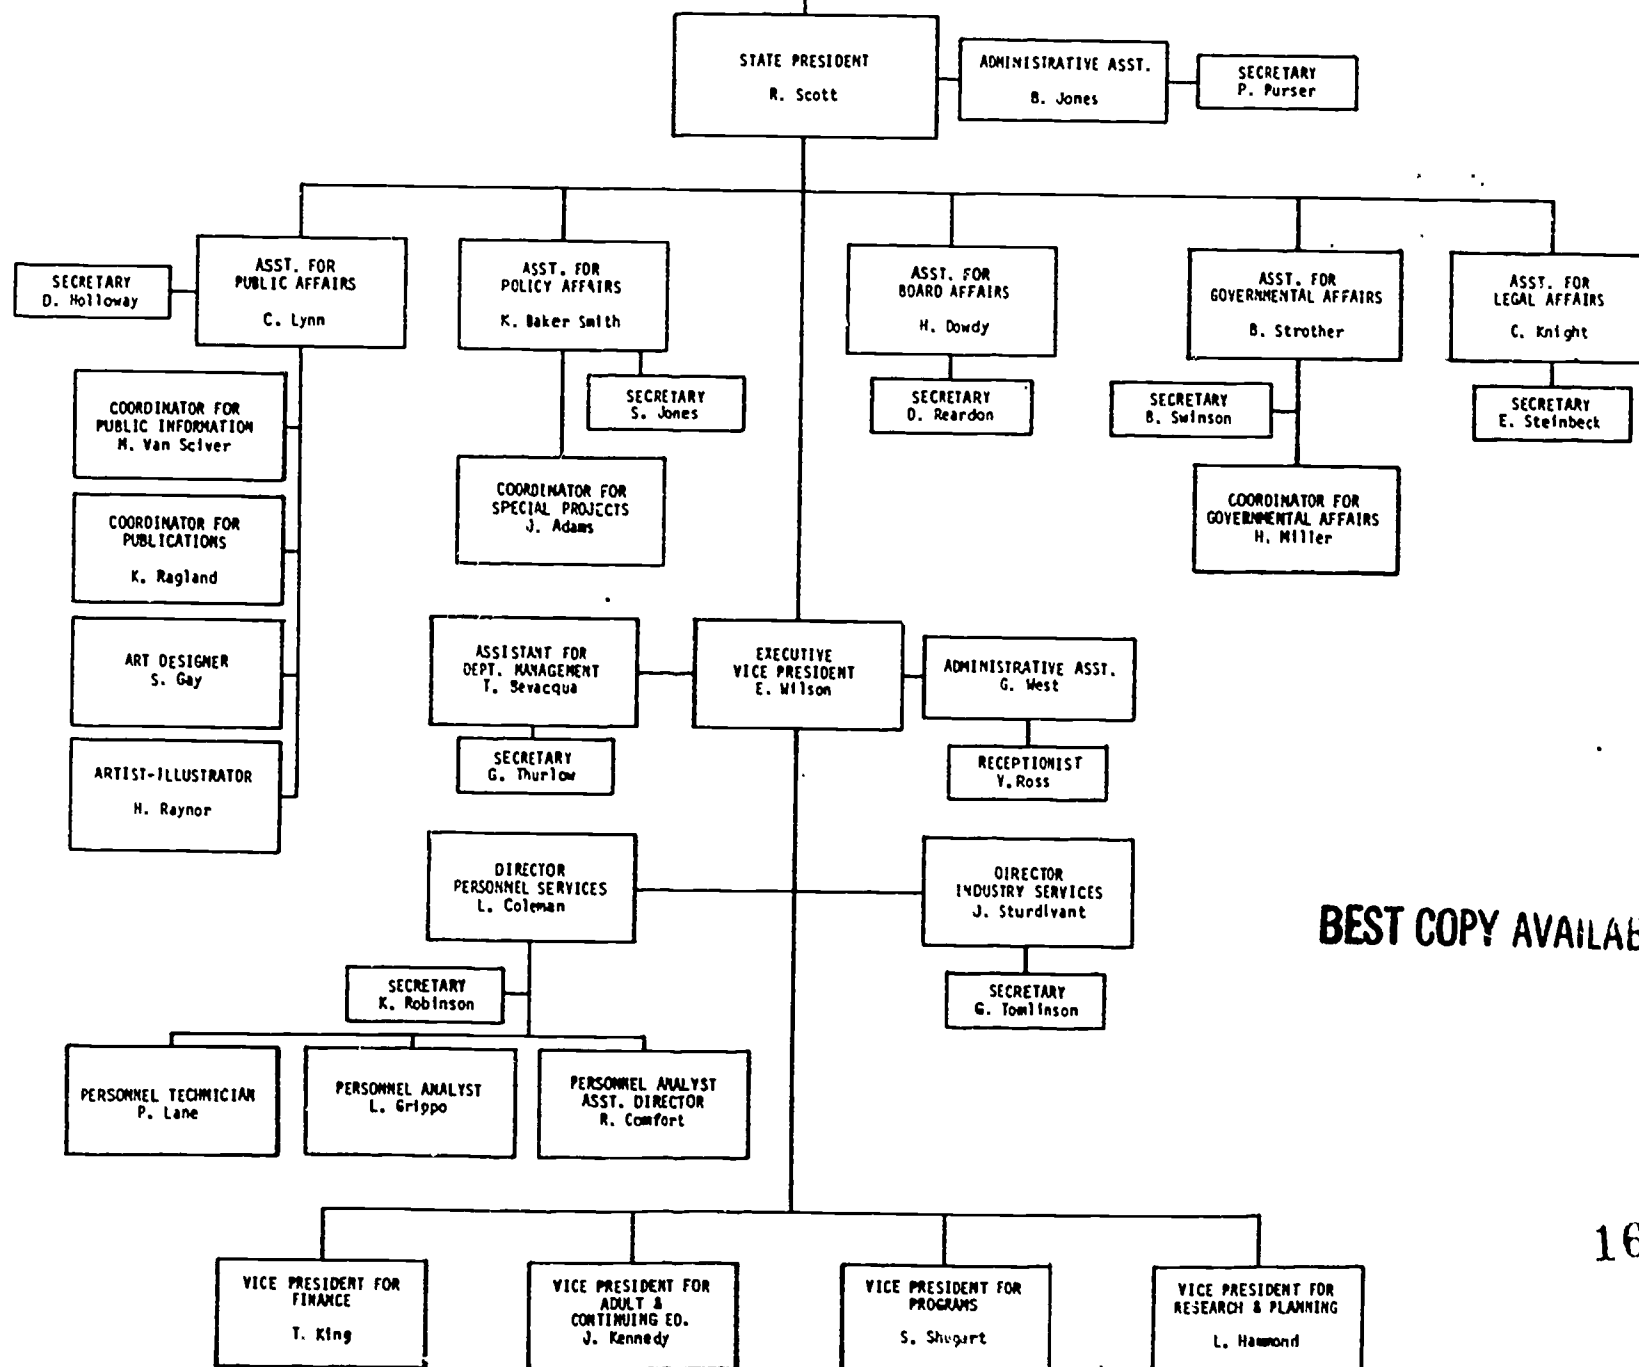 STATE PRESIDENT
R. Scott
ADMINISTRATIVE ASST.
B. Jones
SECRETARY
P. Purser
SECRETARY
D. Holloway
ASST. FOR
PUBLIC AFFAIRS
C. Lynn
ASST. FOR
POLICY AFFAIRS
K. Baker Smith
ASST. FOR
BOARD AFFAIRS
H. Dowdy
ASST. FOR
GOVERNMENTAL AFFAIRS
B. Strother
ASST. FOR
LEGAL AFFAIRS
C. Knight
SECRETARY
S. Jones
SECRETARY
D. Reardon
SECRETARY
B. Swinson
SECRETARY
E. Steinbeck
COORDINATOR FOR
PUBLIC INFORMATION
M. Van Sciver
COORDINATOR FOR
SPECIAL PROJECTS
J. Adams
COORDINATOR FOR
GOVERNMENTAL AFFAIRS
H. Miller
COORDINATOR FOR
PUBLICATIONS
K. Ragland
ART DESIGNER
S. Gay
ARTIST-ILLUSTRATOR
H. Raynor
ASSISTANT FOR
DEPT. MANAGEMENT
T. Bevacqua
EXECUTIVE
VICE PRESIDENT
E. Wilson
ADMINISTRATIVE ASST.
G. West
SECRETARY
G. Thurlow
RECEPTIONIST
Y. Ross
DIRECTOR
PERSONNEL SERVICES
L. Coleman
DIRECTOR
INDUSTRY SERVICES
J. Sturdivant
BEST COPY AVAILAB
SECRETARY
K. Robinson
SECRETARY
G. Tomlinson
PERSONNEL TECHNICIAN
P. Lane
PERSONNEL ANALYST
L. Grippo
PERSONNEL ANALYST
ASST. DIRECTOR
R. Comfort
16
VICE PRESIDENT FOR
FINANCE
T. King
VICE PRESIDENT FOR
ADULT &
CONTINUING ED.
J. Kennedy
VICE PRESIDENT FOR
PROGRAMS
S. Shugart
VICE PRESIDENT FOR
RESEARCH & PLANNING
L. Hammond